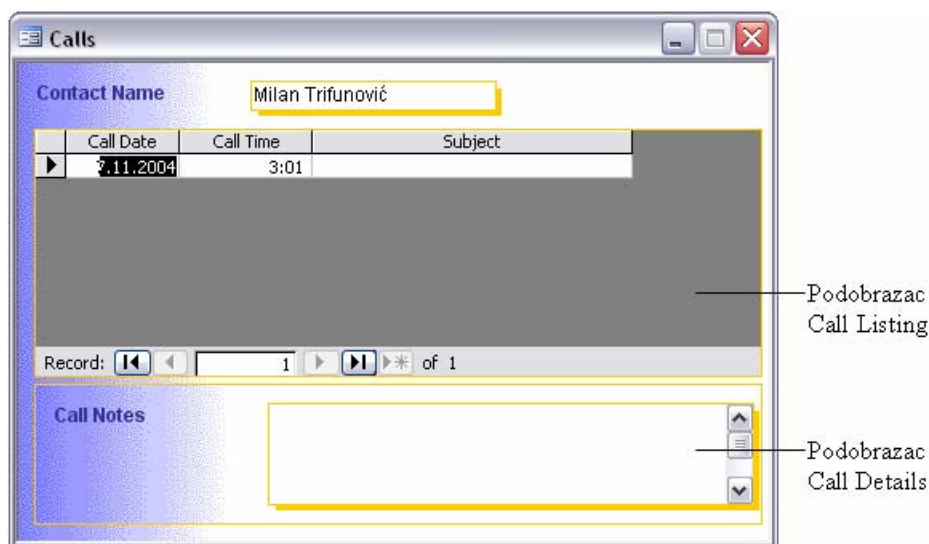 Calls
Contact Name Milan Trifunović
Call Date Call Time Subject
7.11.2004 3:01
Podobrazac
Call Listing
Record: 1 of 1
Call Notes
Podobrazac
Call Details